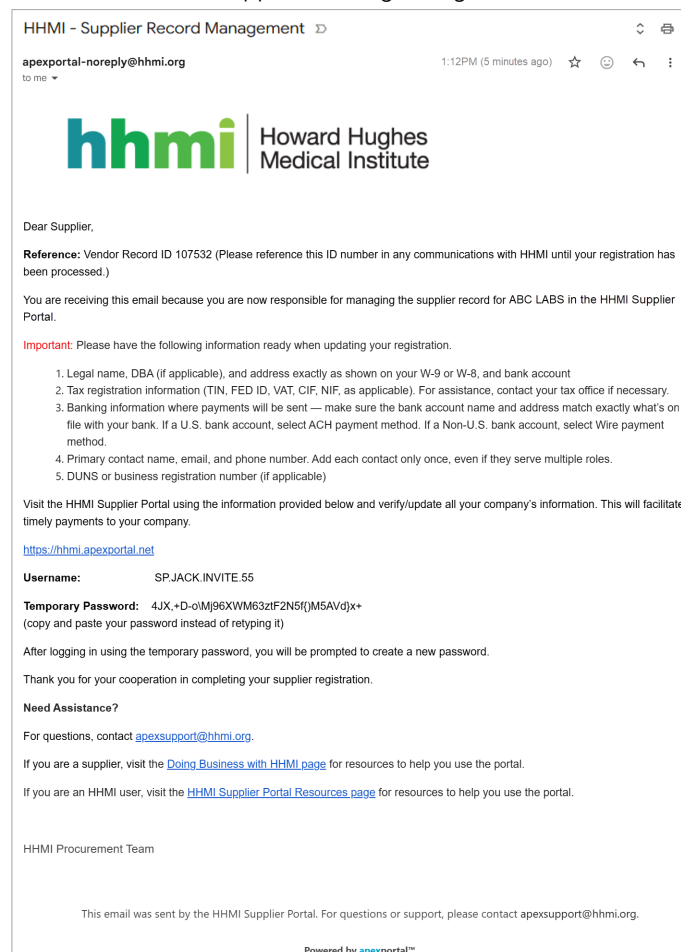 HHMI - Supplier Record Management
apexportal-noreply@hhmi.org
1:12PM (5 minutes ago)
to me
hhmi
Howard Hughes
Medical Institute
Dear Supplier,
Reference: Vendor Record ID 107532 (Please reference this ID number in any communications with HHMI until your registration has
been processed.)
You are receiving this email because you are now responsible for managing the supplier record for ABC LABS in the HHMI Supplier
Portal.
Important: Please have the following information ready when updating your registration.
1. Legal name, DBA (if applicable), and address exactly as shown on your W-9 or W-8, and bank account
2. Tax registration information (TIN, FED ID, VAT, CIF, NIF, as applicable). For assistance, contact your tax office if necessary.
3. Banking information where payments will be sent — make sure the bank account name and address match exactly what's on
file with your bank. If a U.S. bank account, select ACH payment method. If a Non-U.S. bank account, select Wire payment
method.
4. Primary contact name, email, and phone number. Add each contact only once, even if they serve multiple roles.
5. DUNS or business registration number (if applicable)
Visit the HHMI Supplier Portal using the information provided below and verify/update all your company's information. This will facilitate
timely payments to your company.
https://hhmi.apexportal.net
Username: SP.JACK.INVITE.55
Temporary Password: 4JX,+D-o\Mj96XWM63ztF2N5f{)M5AVd}x+
(copy and paste your password instead of retyping it)
After logging in using the temporary password, you will be prompted to create a new password.
Thank you for your cooperation in completing your supplier registration.
Need Assistance?
For questions, contact apexsupport@hhmi.org.
If you are a supplier, visit the Doing Business with HHMI page for resources to help you use the portal.
If you are an HHMI user, visit the HHMI Supplier Portal Resources page for resources to help you use the portal.
HHMI Procurement Team
This email was sent by the HHMI Supplier Portal. For questions or support, please contact apexsupport@hhmi.org.
Powered by apexportal™